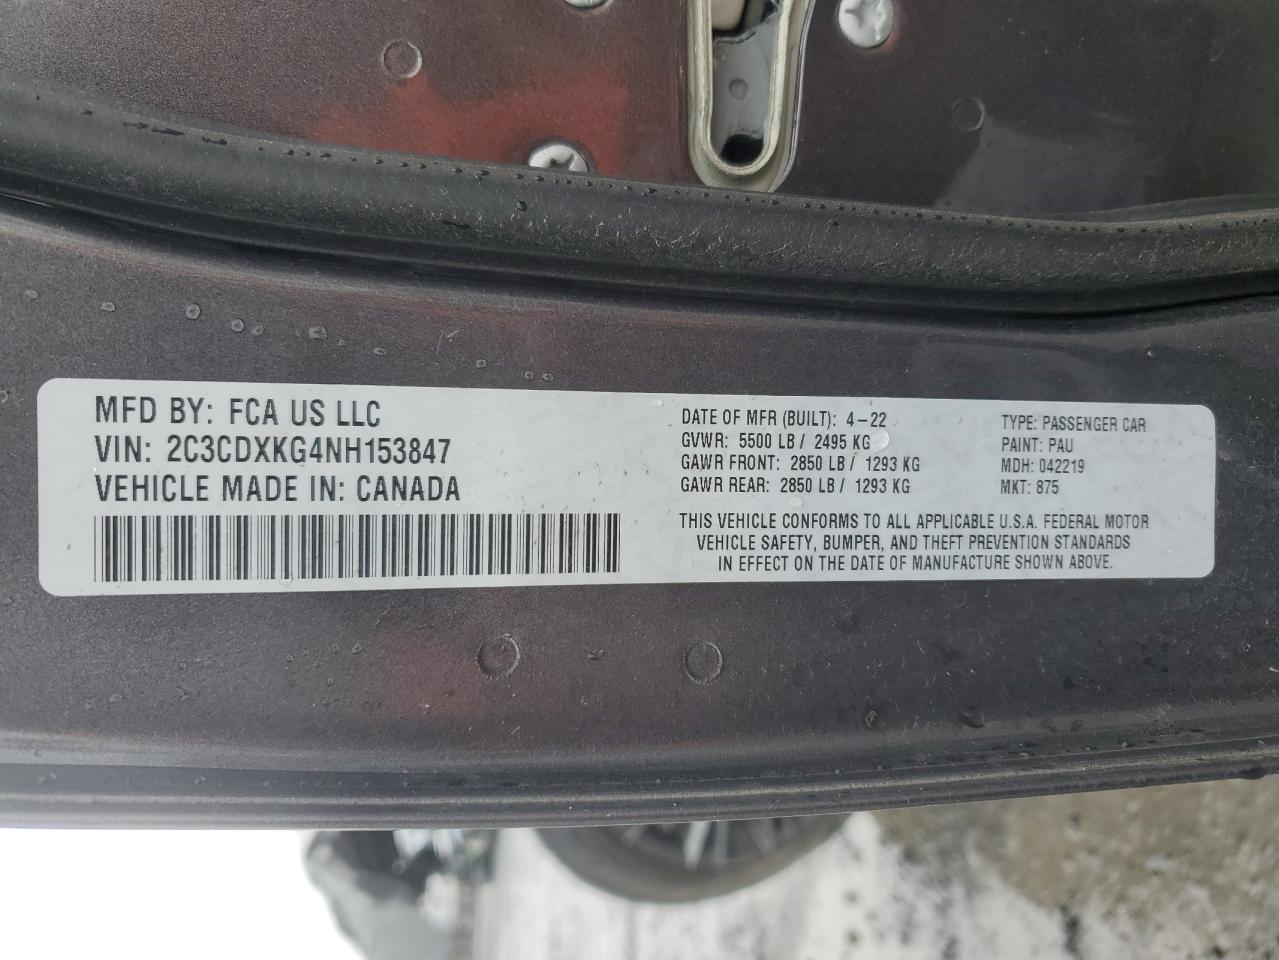 MFD BY: FCA US LLC
VIN: 2C3CDXKG4NH153847
VEHICLE MADE IN: CANADA
DATE OF MFR (BUILT): 4-22
GVWR: 5500 LB / 2495 KG
GAWR FRONT: 2850 LB / 1293 KG
GAWR REAR: 2850 LB / 1293 KG
TYPE: PASSENGER CAR
PAINT: PAU
MDH: 042219
MKT: 875
THIS VEHICLE CONFORMS TO ALL APPLICABLE U.S.A. FEDERAL MOTOR
VEHICLE SAFETY, BUMPER, AND THEFT PREVENTION STANDARDS
IN EFFECT ON THE DATE OF MANUFACTURE SHOWN ABOVE.